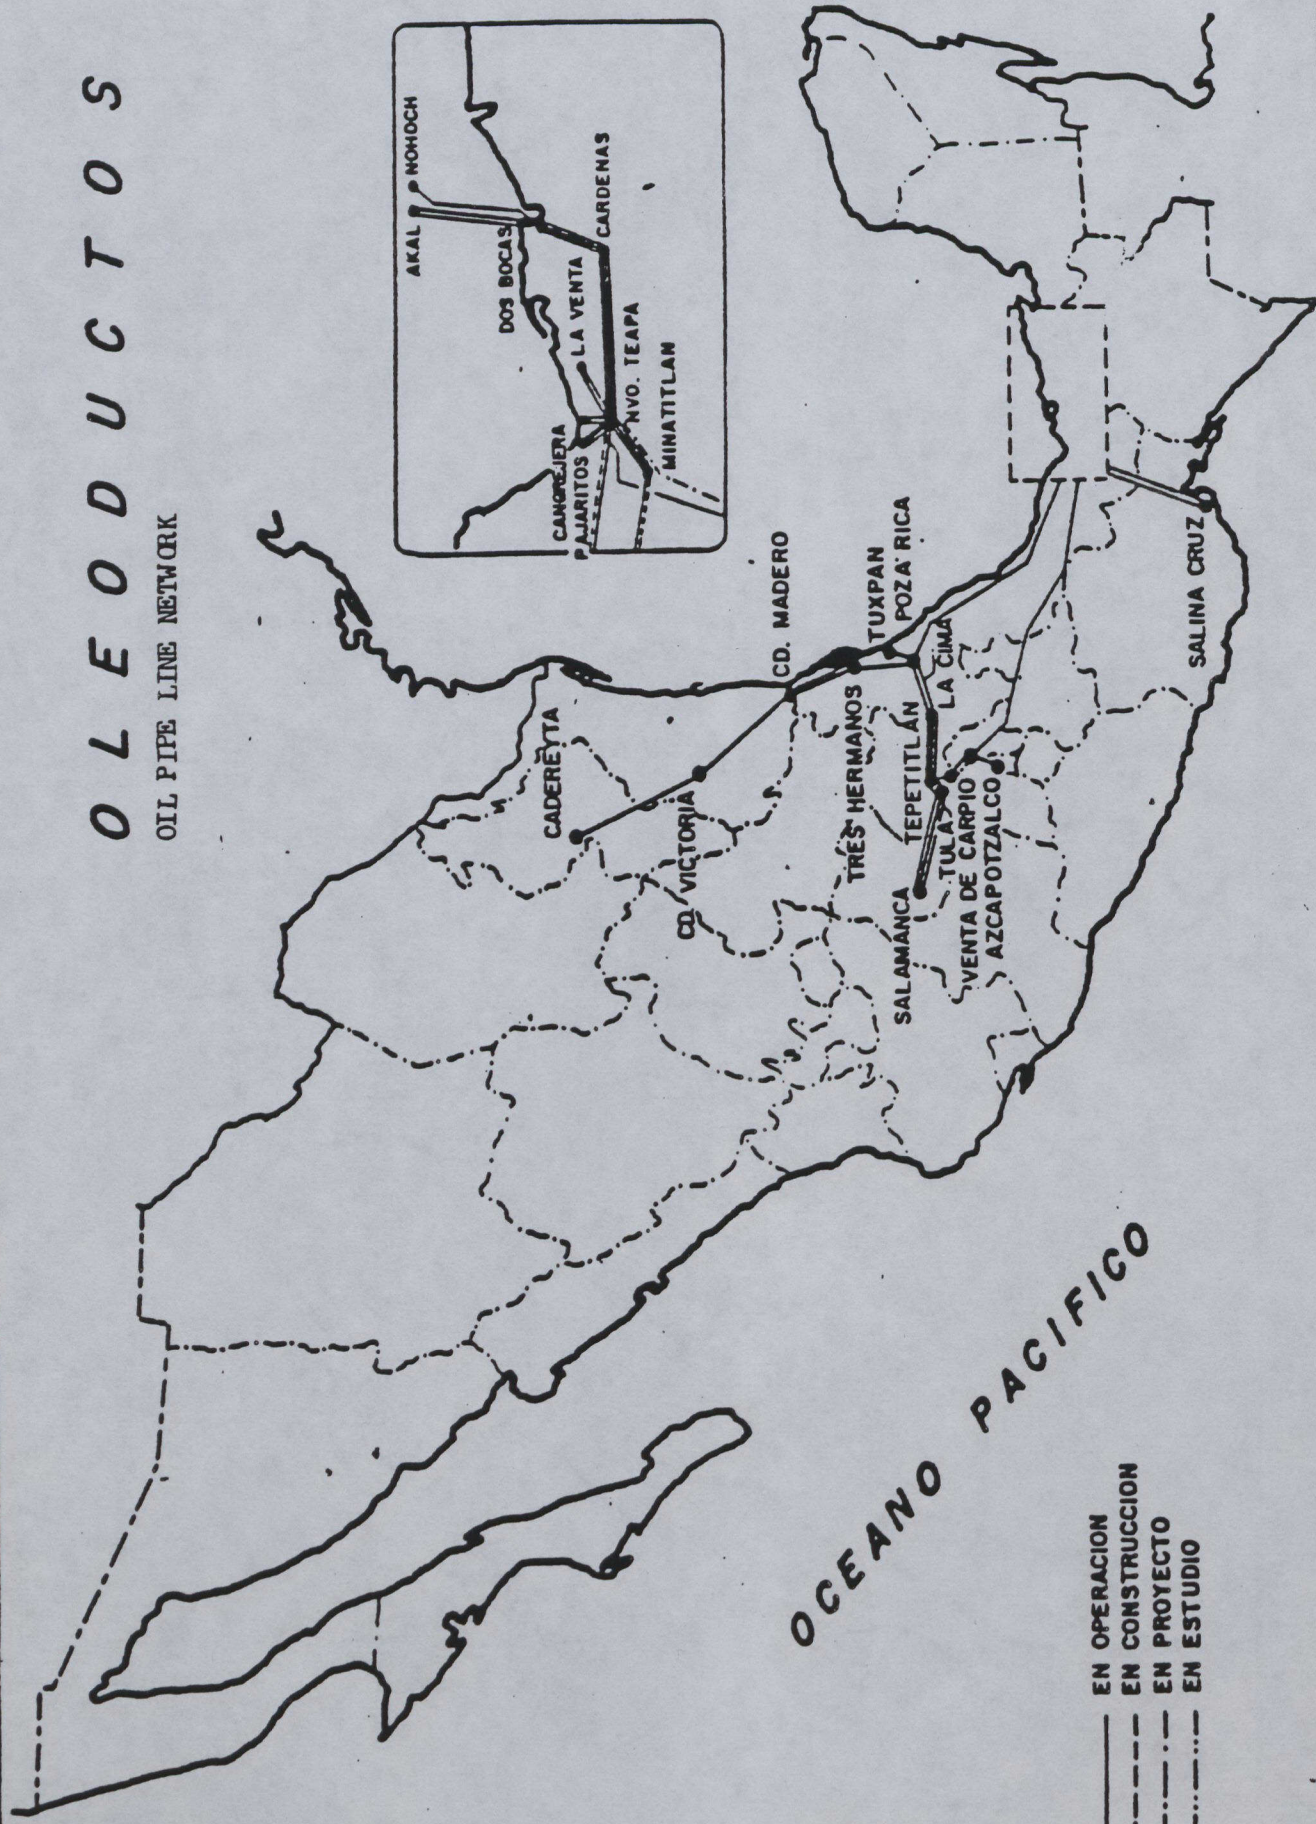 OLEODUCTOS
OIL PIPE LINE NETWORK
AKAL
NOHOCH
DOS BOCAS
LA VENTA
CARDENAS
CANGREJERA
PAJARITOS
NVO. TEAPA
MINATITLAN
CADEREYTA
CD. VICTORIA
CD. MADERO
TRES HERMANOS
TUXPAN
POZA RICA
TEPETITLAN
LA CIMA
SALAMANCA
TULA
VENTA DE CARPIO
AZCAPOTZALCO
SALINA CRUZ
OCEANO PACIFICO
EN OPERACION
EN CONSTRUCCION
EN PROYECTO
EN ESTUDIO